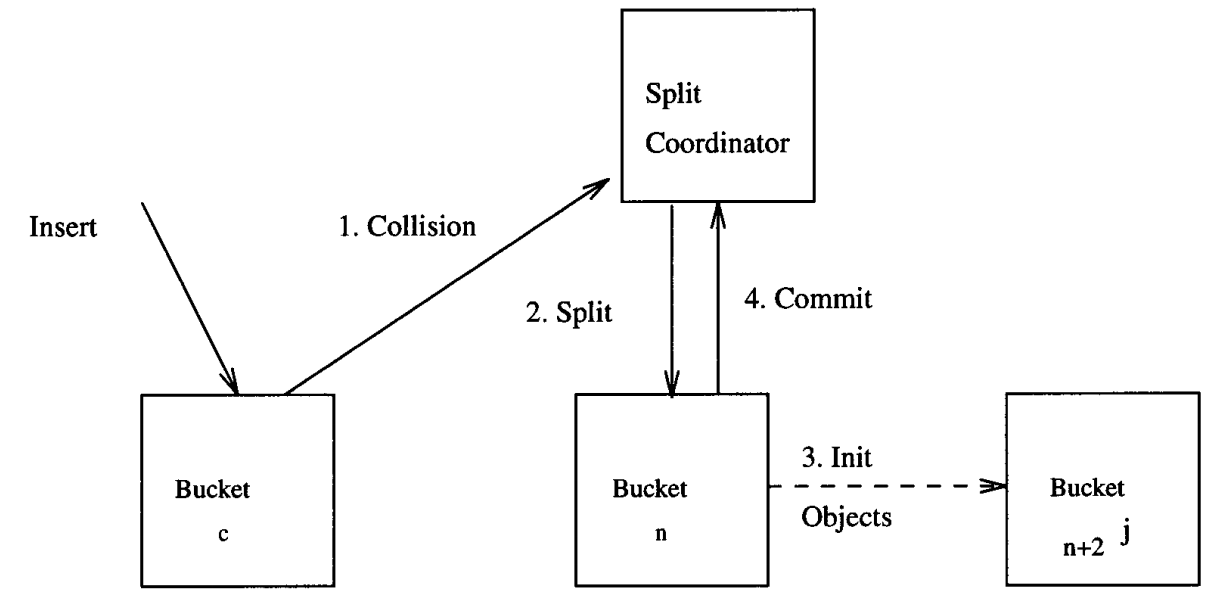 Split
Coordinator
Insert
1. Collision
2. Split
4. Commit
Bucket
c
Bucket
n
3. Init
Objects
Bucket
n+2 j